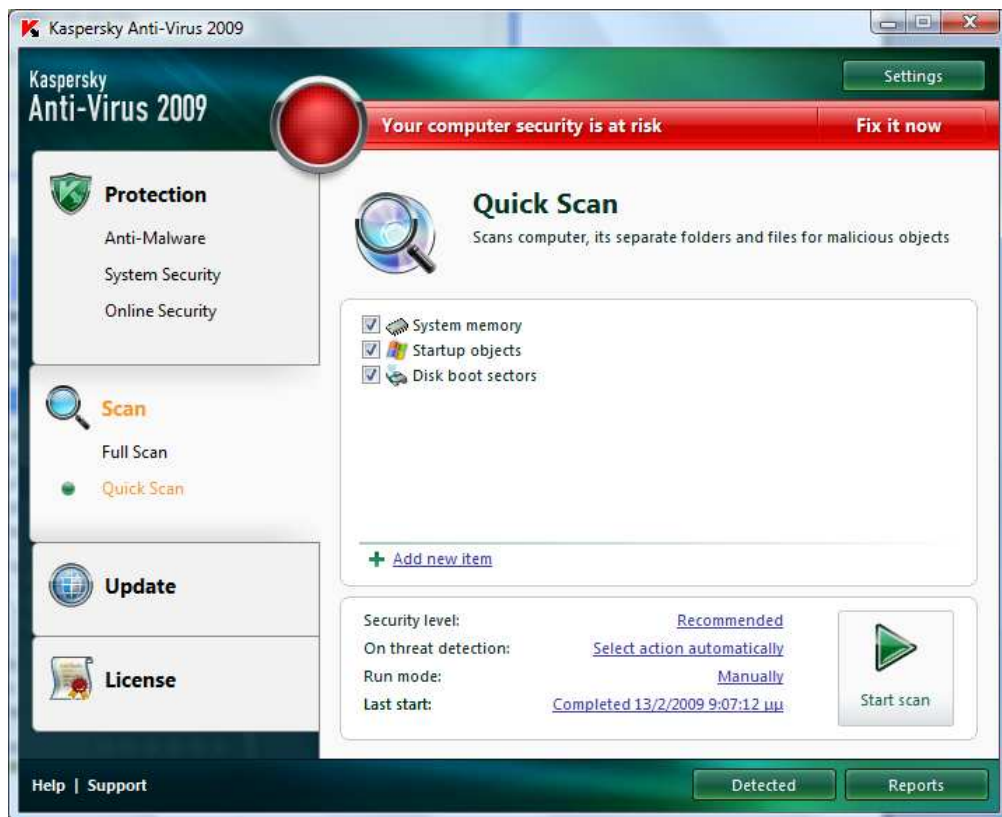 Kaspersky Anti-Virus 2009
Kaspersky
Anti-Virus 2009
Settings
Your computer security is at risk
Fix it now
Protection
Anti-Malware
System Security
Online Security
Scan
Full Scan
Quick Scan
Update
License
Quick Scan
Scans computer, its separate folders and files for malicious objects
System memory
Startup objects
Disk boot sectors
Add new item
Security level: Recommended
On threat detection: Select action automatically
Run mode: Manually
Last start: Completed 13/2/2009 9:07:12 μμ
Start scan
Help | Support
Detected
Reports